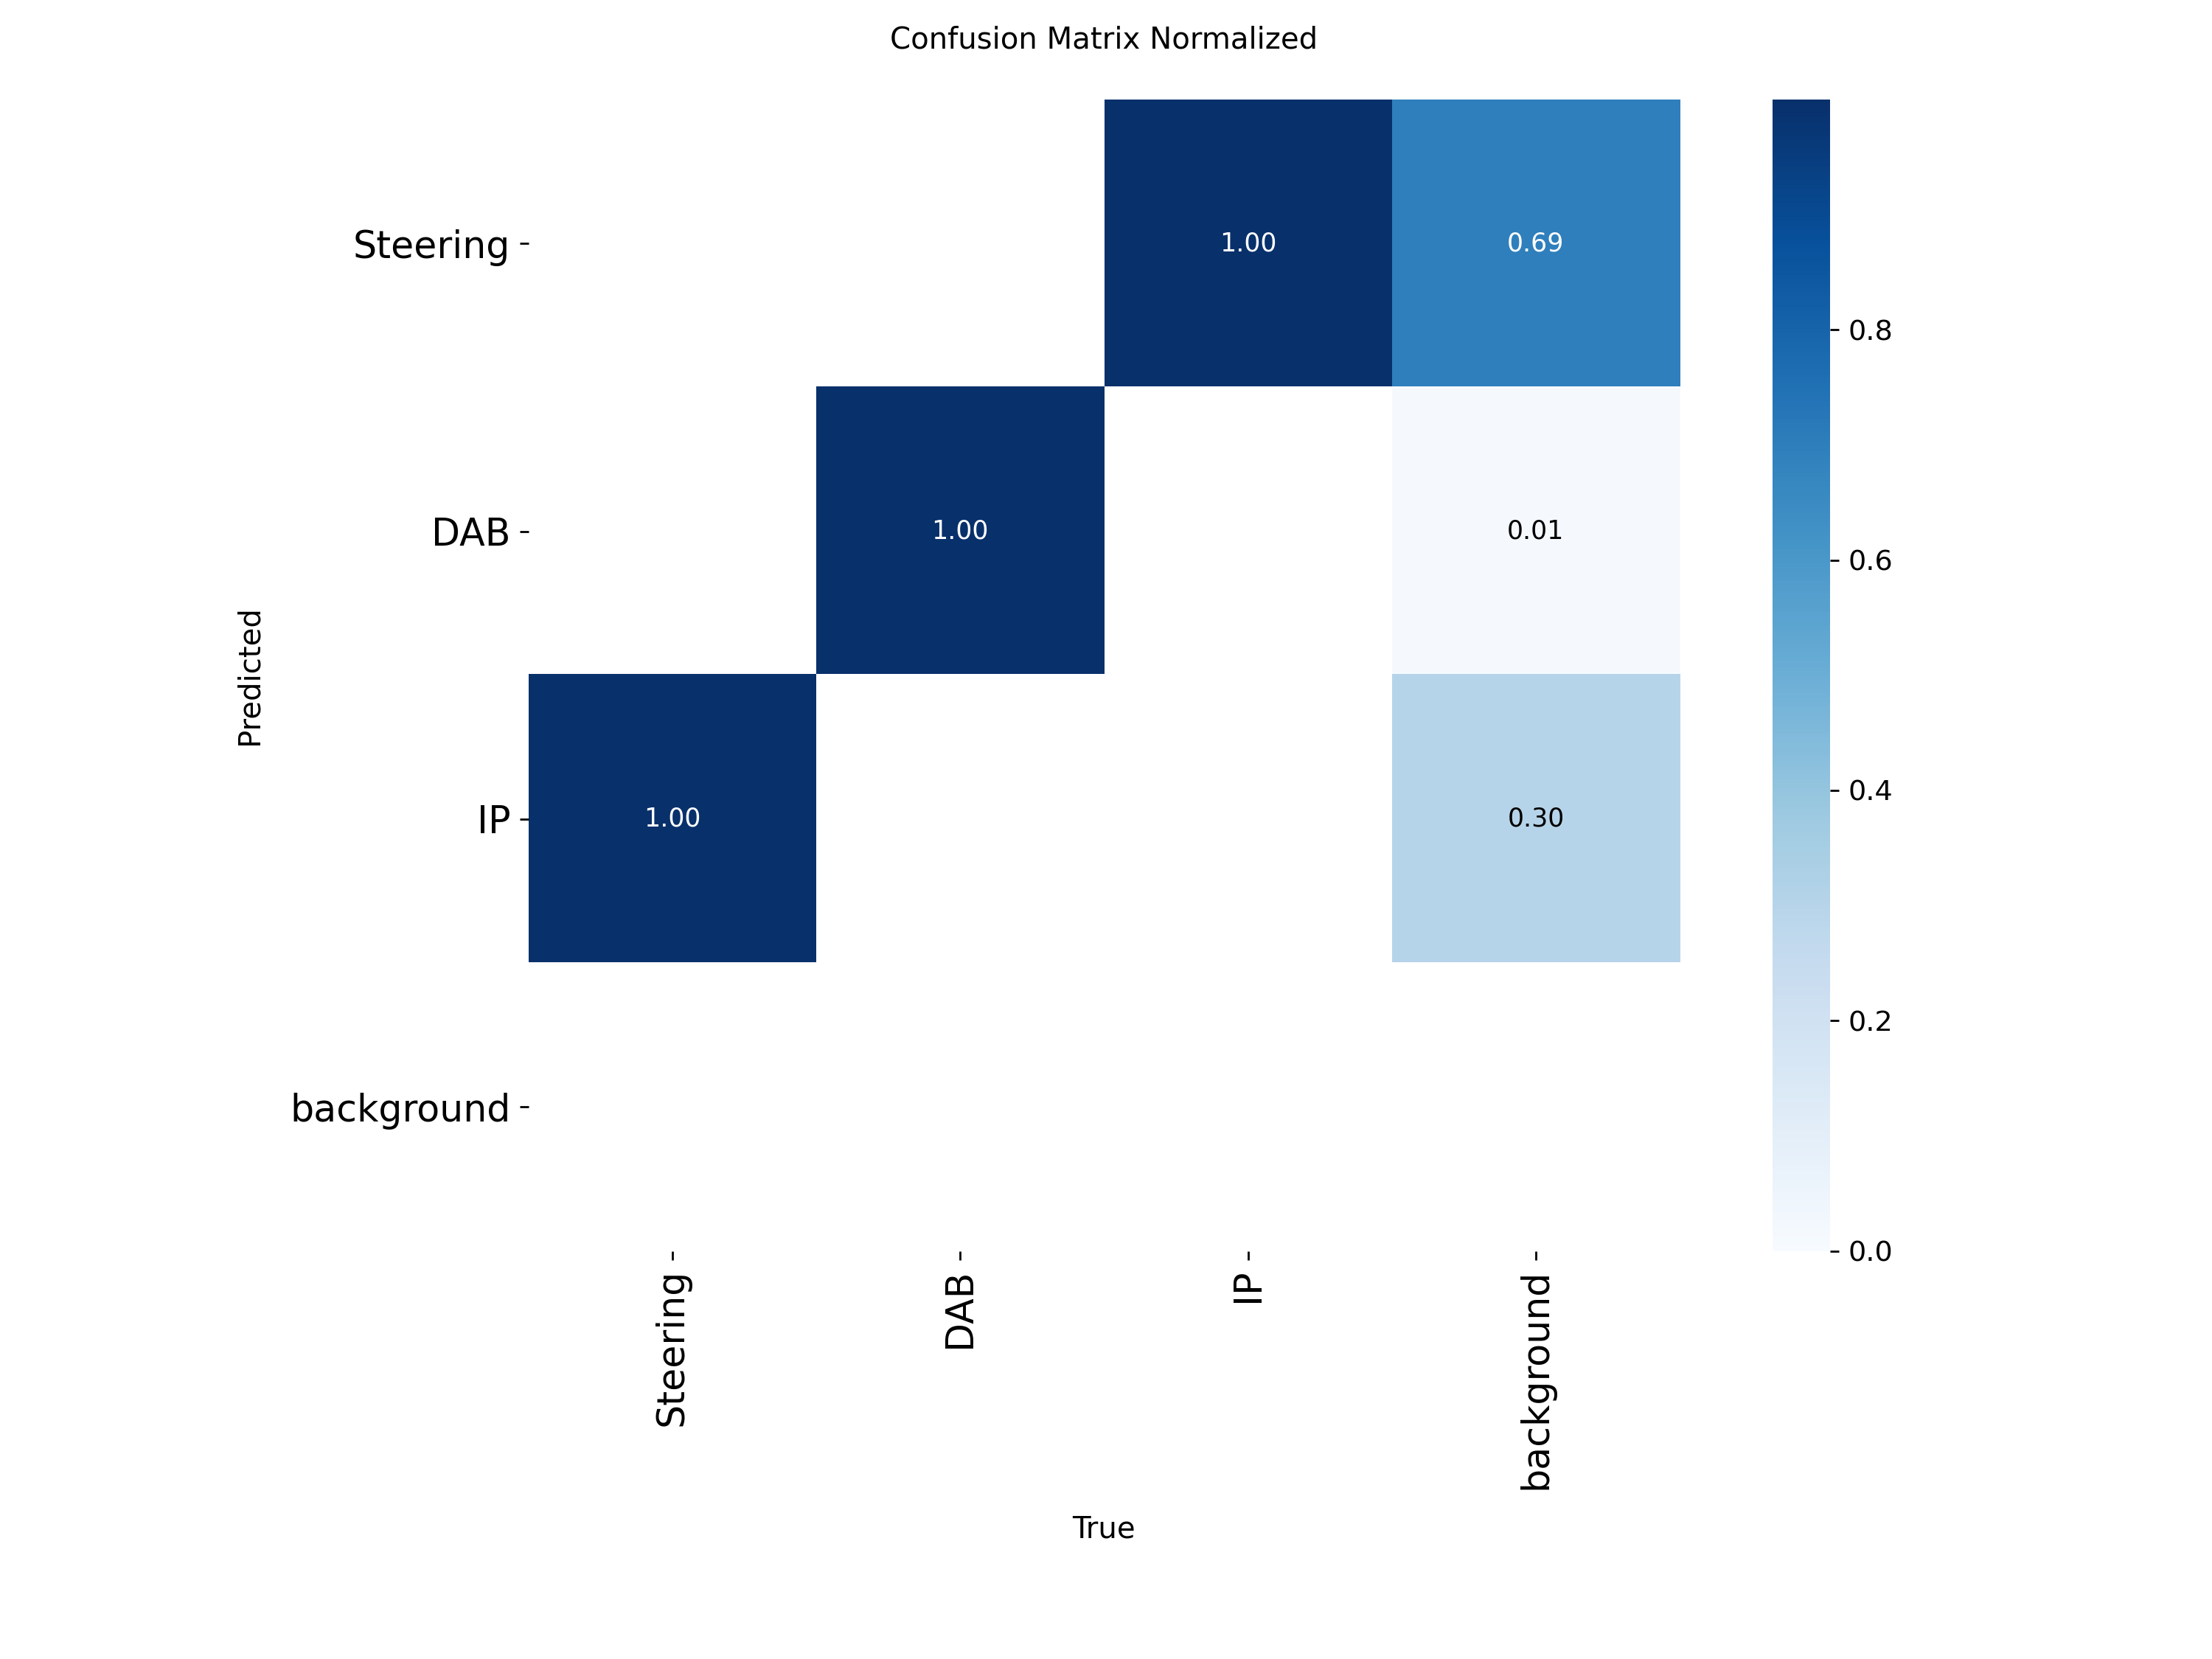 Confusion Matrix Normalized
Steering
1.00
0.69
0.8
DAB
1.00
0.01
0.6
Predicted
IP
1.00
0.30
0.4
background
0.2
0.0
Steering
DAB
IP
background
True